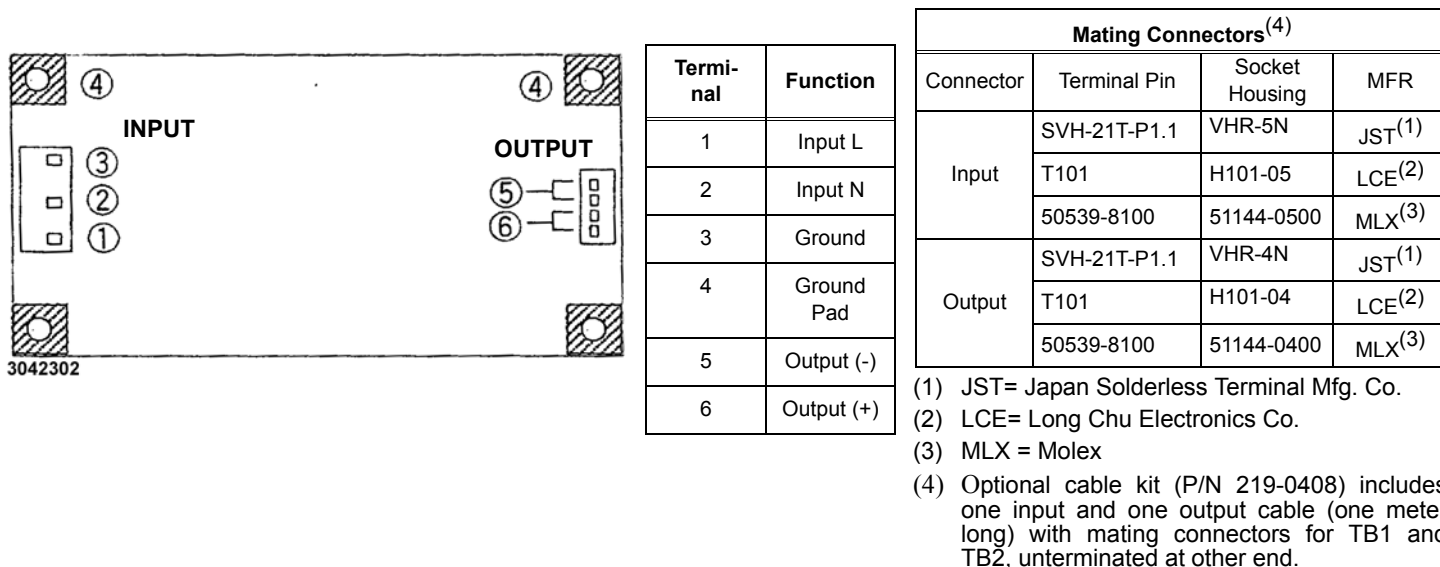 ④
④
INPUT
OUTPUT
③
②
①
⑤
⑥
3042302
Termi-
nal
Function
1
Input L
2
Input N
3
Ground
4
Ground
Pad
5
Output (-)
6
Output (+)
Mating Connectors(4)
Connector
Terminal Pin
Socket
Housing
MFR
Input
SVH-21T-P1.1
VHR-5N
JST(1)
T101
H101-05
LCE(2)
50539-8100
51144-0500
MLX(3)
Output
SVH-21T-P1.1
VHR-4N
JST(1)
T101
H101-04
LCE(2)
50539-8100
51144-0400
MLX(3)
(1) JST= Japan Solderless Terminal Mfg. Co.
(2) LCE= Long Chu Electronics Co.
(3) MLX = Molex
(4) Optional cable kit (P/N 219-0408) includes
one input and one output cable (one mete
long) with mating connectors for TB1 and
TB2, unterminated at other end.